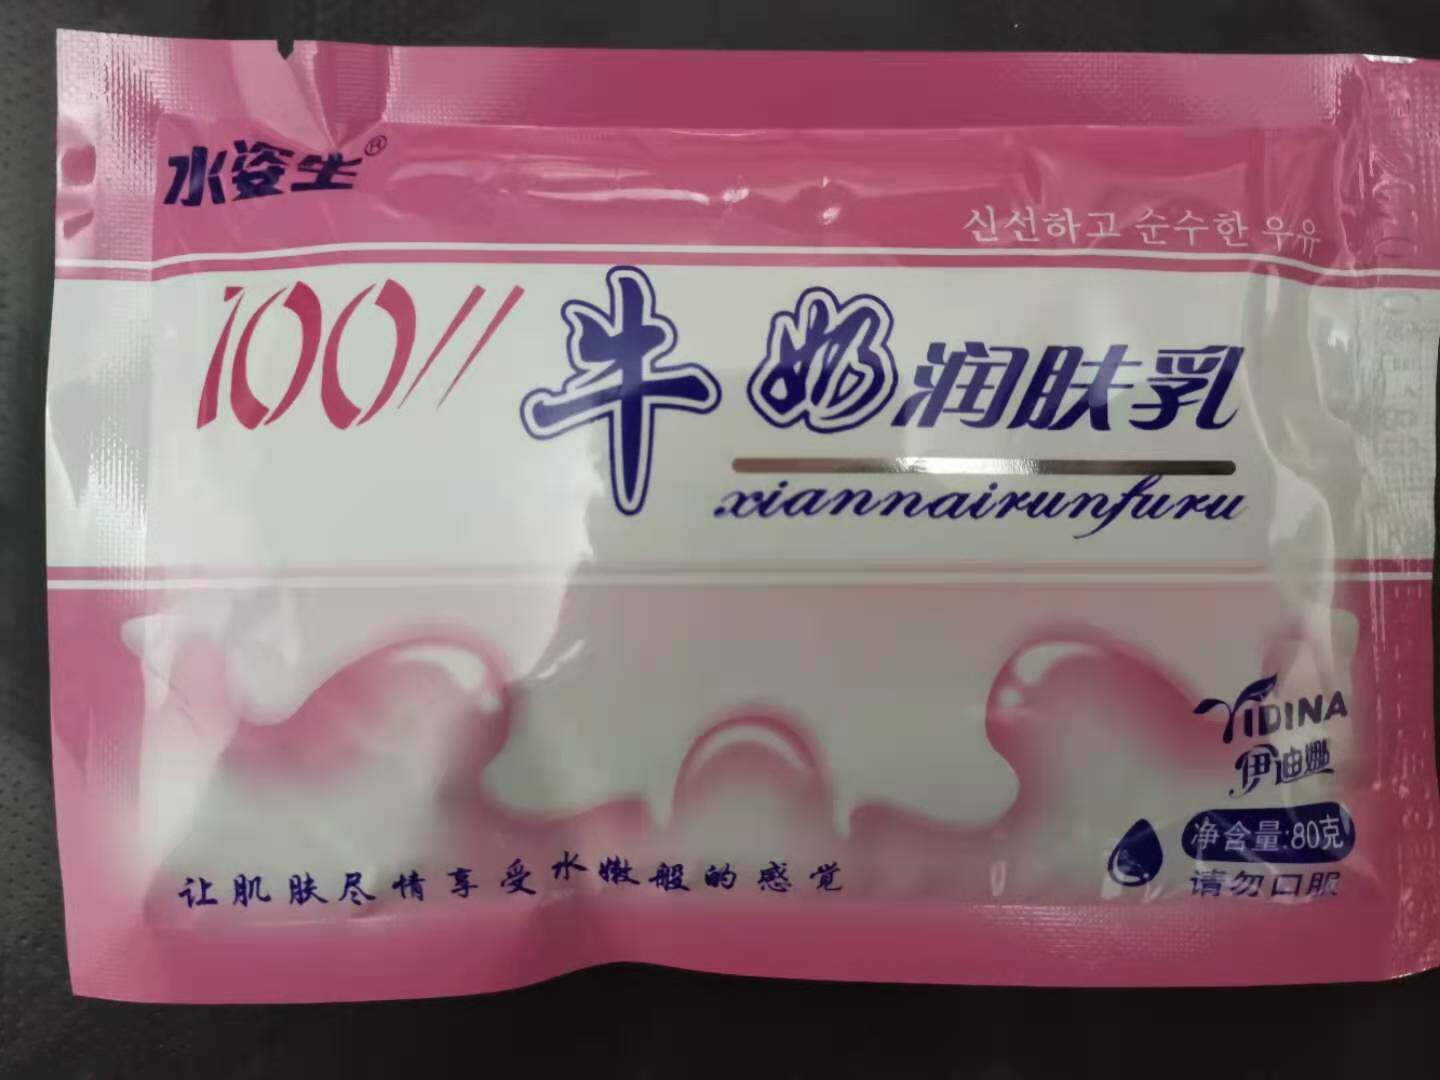 水姿生®
신선하고 순수한 우유
100//
牛奶润肤乳
xiannairunfuru
YIDINA
伊迪娜
净含量:80克
请勿口服
让肌肤尽情享受水嫩般的感觉